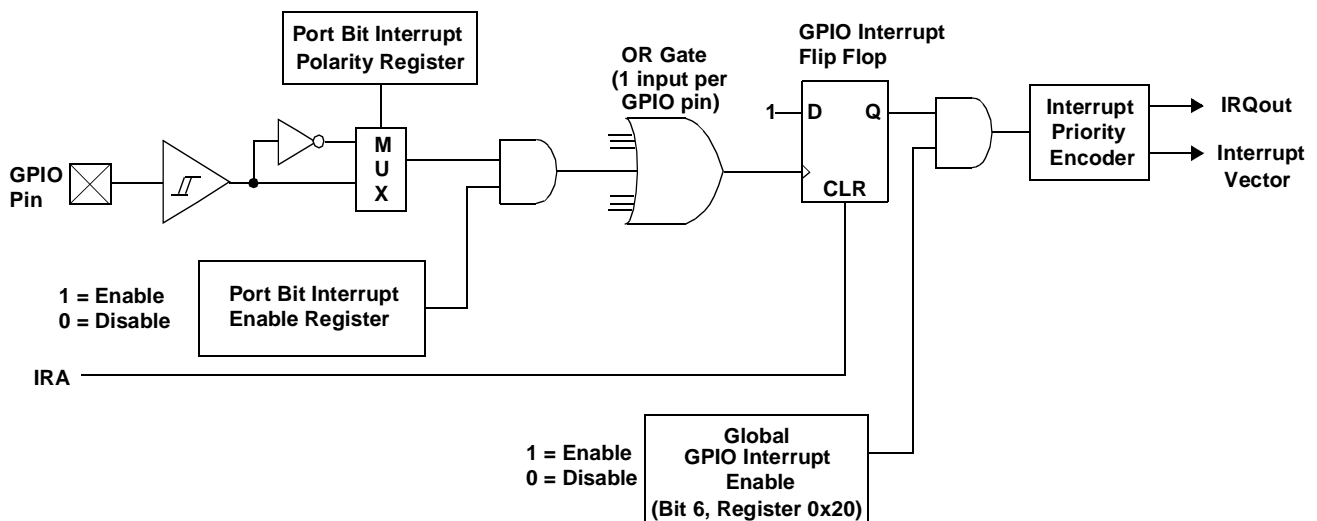 Port Bit Interrupt
Polarity Register
OR Gate
(1 input per
GPIO pin)
GPIO Interrupt
Flip Flop
GPIO
Pin
M
U
X
1
D
Q
CLR
Interrupt
Priority
Encoder
IRQout
Interrupt
Vector
1 = Enable
0 = Disable
Port Bit Interrupt
Enable Register
IRA
1 = Enable
0 = Disable
Global
GPIO Interrupt
Enable
(Bit 6, Register 0x20)